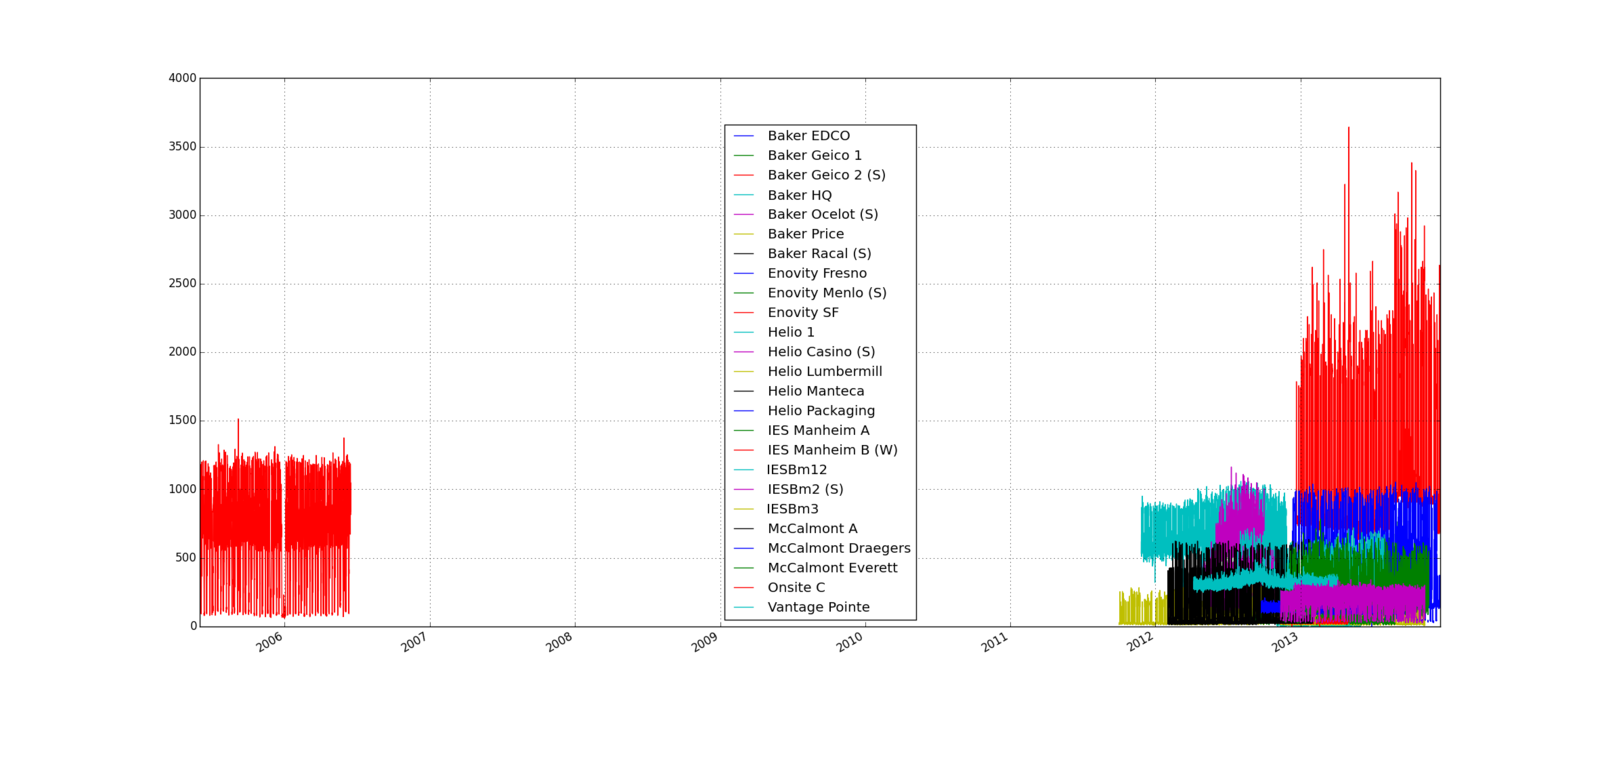 4000
3500
3000
2500
2000
1500
1000
500
0
Baker EDCO
Baker Geico 1
Baker Geico 2 (S)
Baker HQ
Baker Ocelot (S)
Baker Price
Baker Racal (S)
Enovity Fresno
Enovity Menlo (S)
Enovity SF
Helio 1
Helio Casino (S)
Helio Lumbermill
Helio Manteca
Helio Packaging
IES Manheim A
IES Manheim B (W)
IESBm12
IESBm2 (S)
IESBm3
McCalmont A
McCalmont Draegers
McCalmont Everett
Onsite C
Vantage Pointe
2006
2007
2008
2009
2010
2011
2012
2013